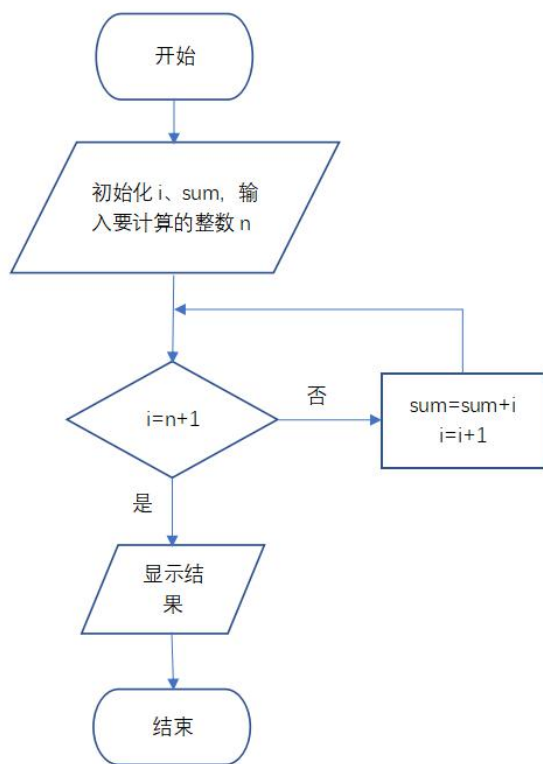 开始
初始化 i、sum，输
入要计算的整数 n
i=n+1
否
sum=sum+i
i=i+1
是
显示结
果
结束